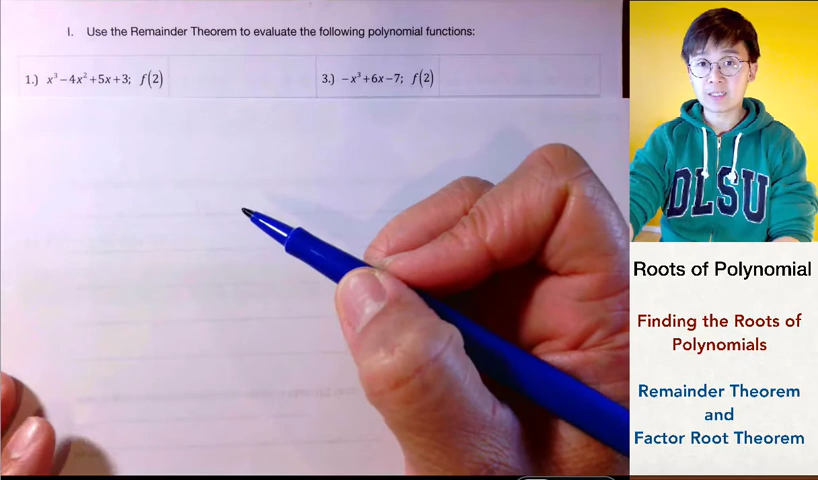 I. Use the Remainder Theorem to evaluate the following polynomial functions:
1.) x³−4x²+5x+3; f(2)
3.) −x³+6x−7; f(2)
DLSU
Roots of Polynomial
Finding the Roots of
Polynomials
Remainder Theorem
and
Factor Root Theorem